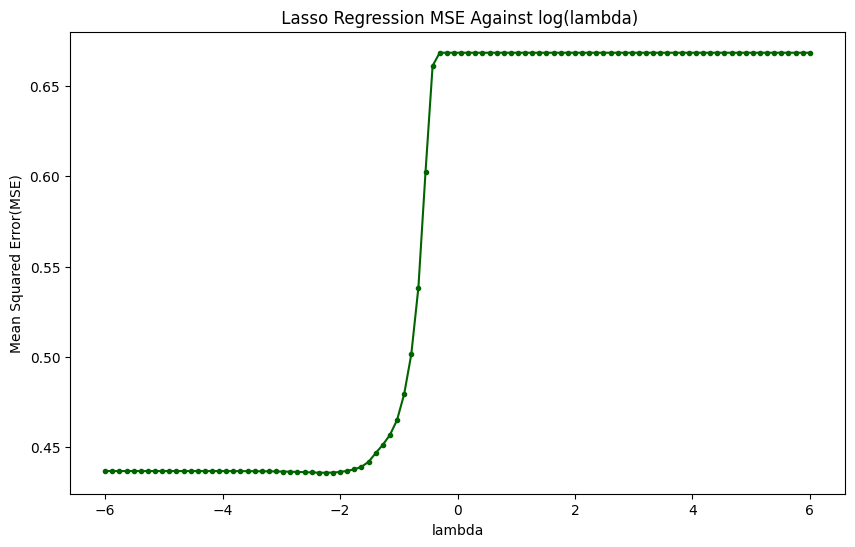 Lasso Regression MSE Against log(lambda)
Mean Squared Error(MSE)
0.65
0.60
0.55
0.50
0.45
−6 −4 −2 0 2 4 6
lambda